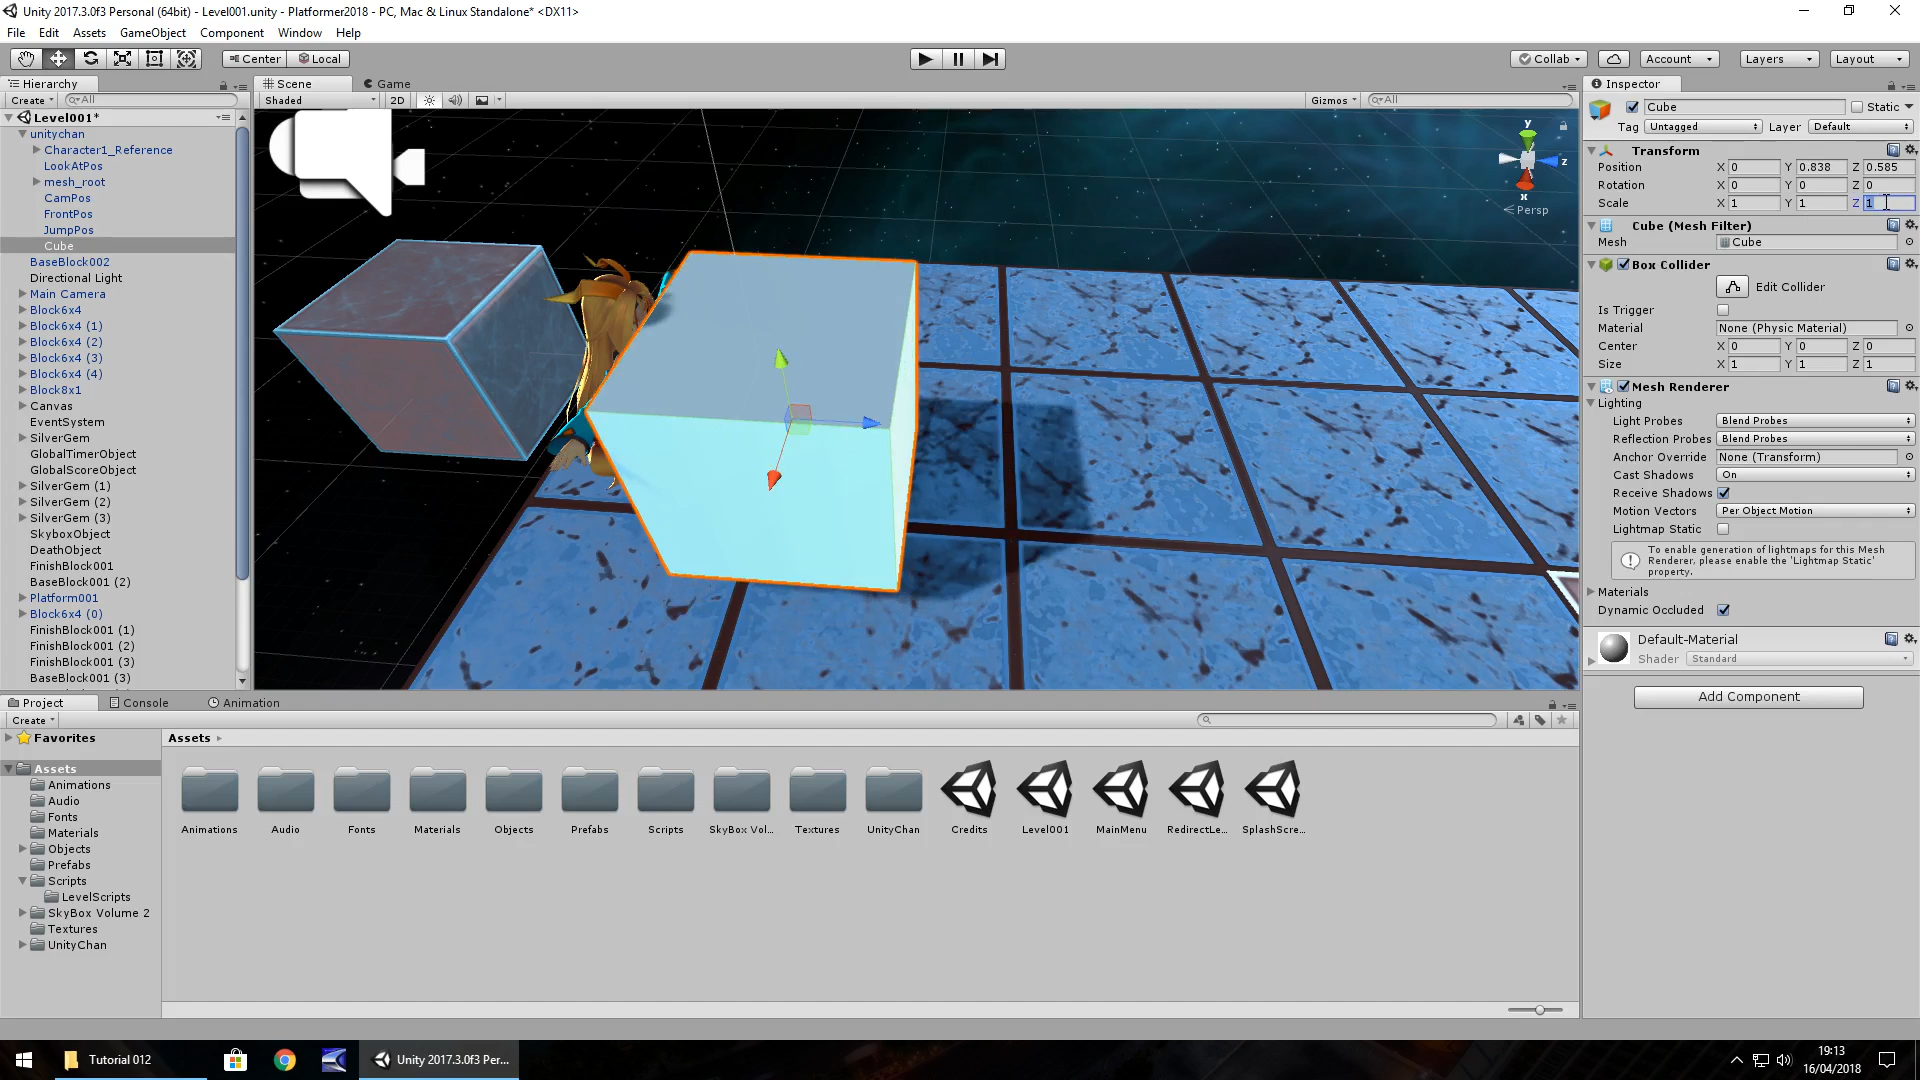 Unity 2017.3.0f3 Personal (64bit) - Level001.unity - Platformer2018 - PC, Mac & Linux Standalone* <DX11>
File Edit Assets GameObject Component Window Help
Center Local Collab Account Layers Layout
Hierarchy
Create All
Level001*
unitychan
Character1_Reference
LookAtPos
mesh_root
CamPos
FrontPos
JumpPos
Cube
BaseBlock002
Directional Light
Main Camera
Block6x4
Block6x4 (1)
Block6x4 (2)
Block6x4 (3)
Block6x4 (4)
Block8x1
Canvas
EventSystem
SilverGem
GlobalTimerObject
GlobalScoreObject
SilverGem (1)
SilverGem (2)
SilverGem (3)
SkyboxObject
DeathObject
FinishBlock001
BaseBlock001 (2)
Platform001
Block6x4 (0)
FinishBlock001 (1)
FinishBlock001 (2)
FinishBlock001 (3)
BaseBlock001 (3)
Scene Game
Shaded 2D Gizmos All
y
z
x
Persp
Inspector
Cube Static
Tag Untagged Layer Default
Transform
Position X 0 Y 0.838 Z 0.585
Rotation X 0 Y 0 Z 0
Scale X 1 Y 1 Z 1
Cube (Mesh Filter)
Mesh Cube
Box Collider
Edit Collider
Is Trigger
Material None (Physic Material)
Center X 0 Y 0 Z 0
Size X 1 Y 1 Z 1
Mesh Renderer
Lighting
Light Probes Blend Probes
Reflection Probes Blend Probes
Anchor Override None (Transform)
Cast Shadows On
Receive Shadows
Motion Vectors Per Object Motion
Lightmap Static
To enable generation of lightmaps for this Mesh
Renderer, please enable the 'Lightmap Static'
property.
Materials
Dynamic Occluded
Default-Material
Shader Standard
Add Component
Project Console Animation
Create
Favorites
Assets
Animations
Audio
Fonts
Materials
Objects
Prefabs
Scripts
LevelScripts
SkyBox Volume 2
Textures
UnityChan
Assets
Animations Audio Fonts Materials Objects Prefabs Scripts SkyBox Vol... Textures UnityChan Credits Level001 MainMenu RedirectLe... SplashScre...
Tutorial 012
Unity 2017.3.0f3 Per...
19:13
16/04/2018